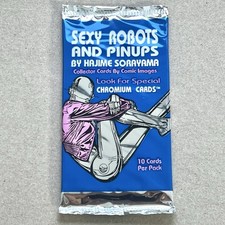 SEXY ROBOTS
AND PINUPS
BY HAJIME SORAYAMA
Collector Cards By Comic Images
Look For Special
CHROMIUM CARDS™
10 Cards
Per Pack